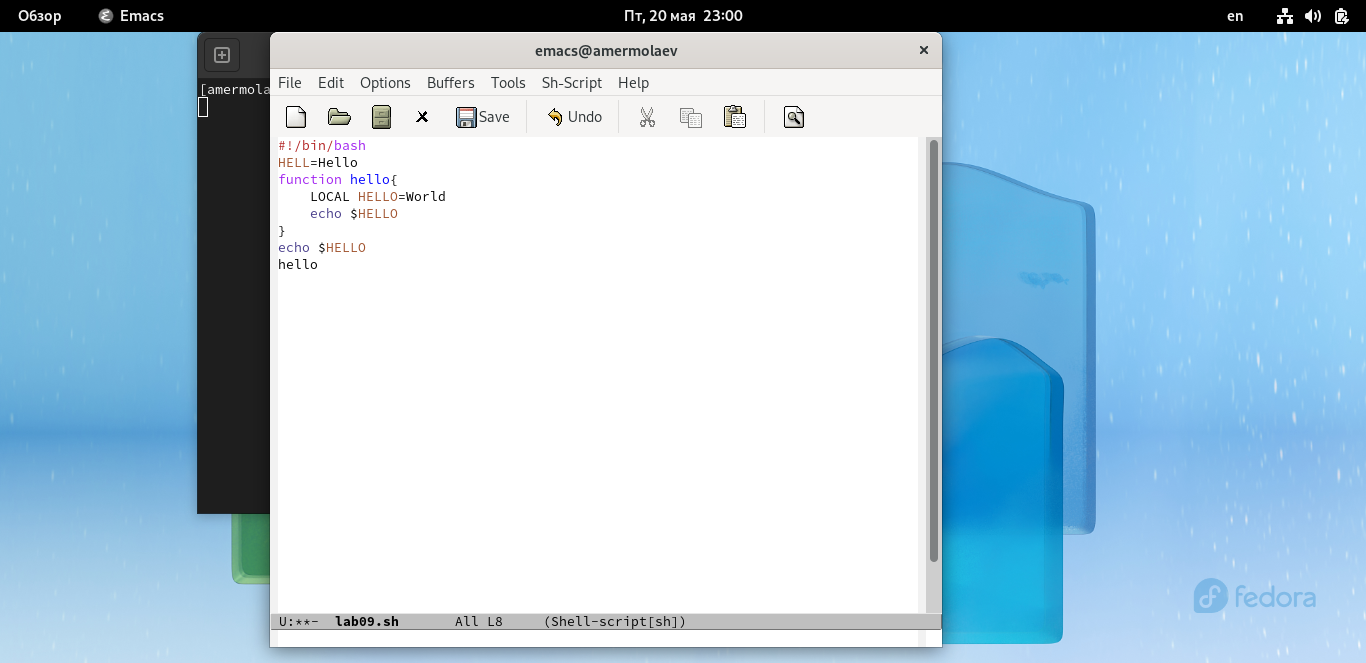 Обзор Emacs Пт, 20 мая 23:00 en
emacs@amermolaev
File Edit Options Buffers Tools Sh-Script Help
[amermola
Save Undo
#!/bin/bash
HELL=Hello
function hello{
    LOCAL HELLO=World
    echo $HELLO
}
echo $HELLO
hello
fedora
U:**- lab09.sh All L8 (Shell-script[sh])